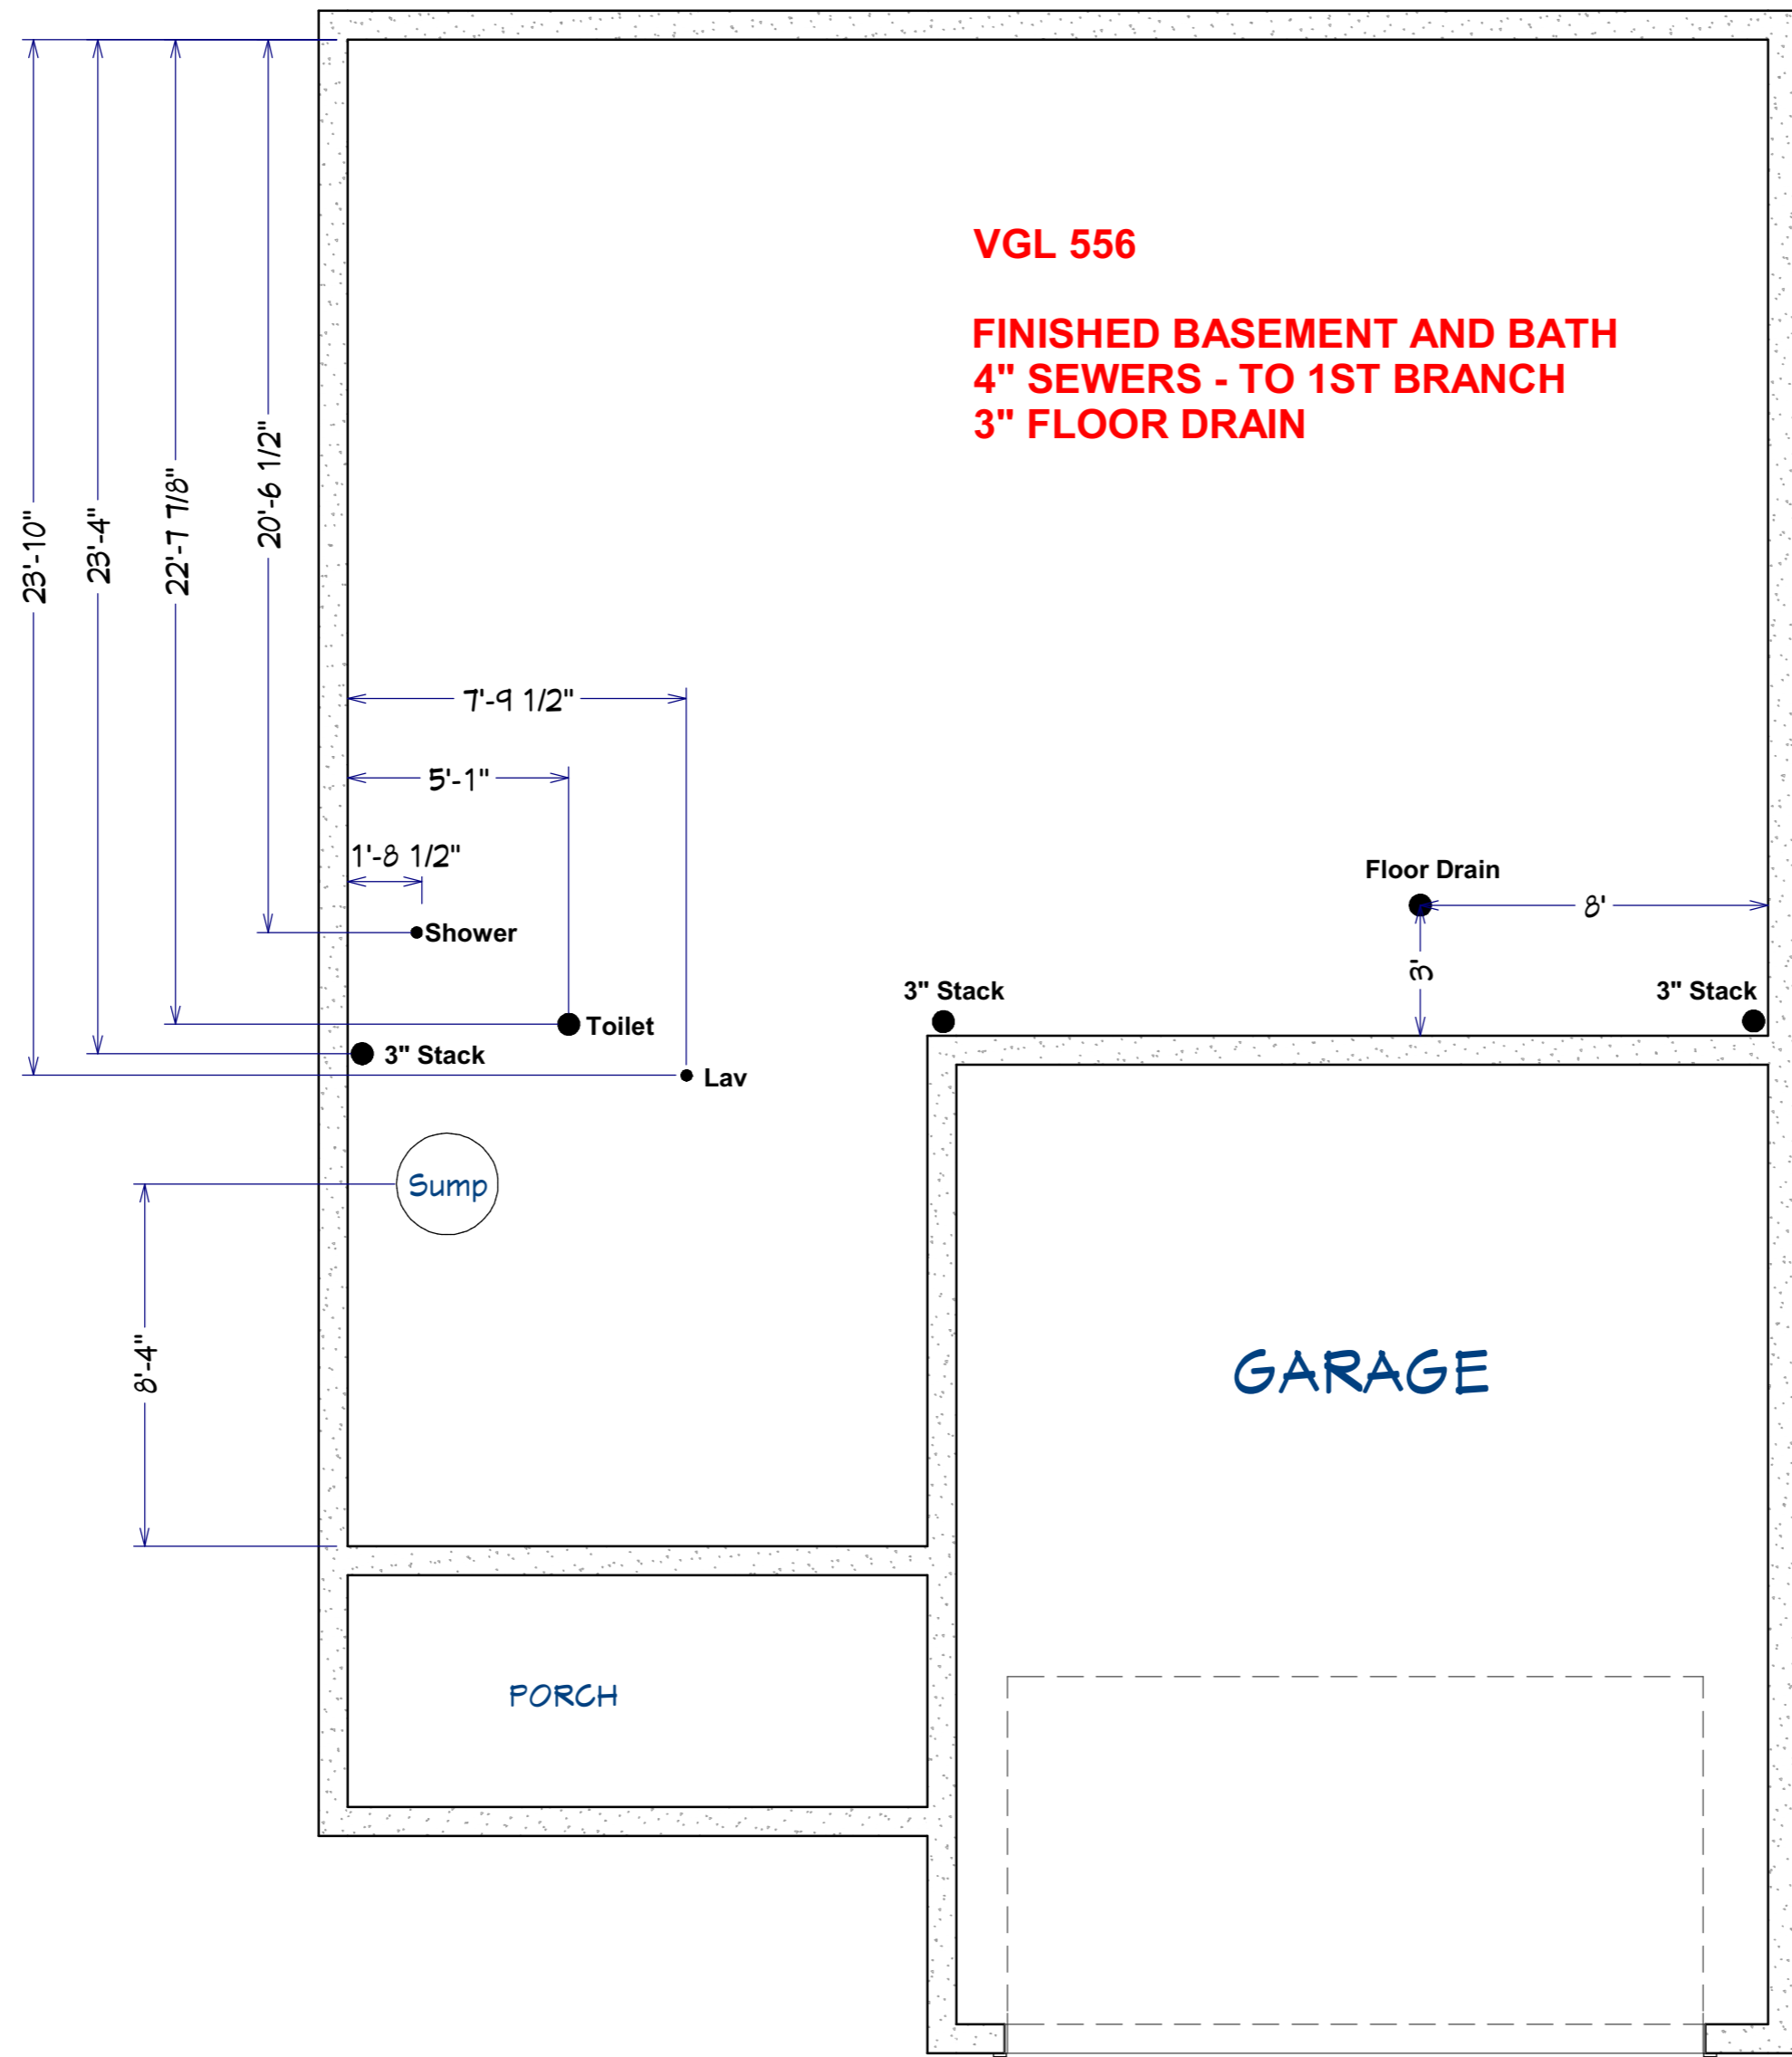 VGL 556
FINISHED BASEMENT AND BATH
4" SEWERS - TO 1ST BRANCH
3" FLOOR DRAIN
23'-10"
23'-4"
22'-7 7/8"
20'-6 1/2"
7'-9 1/2"
5'-1"
1'-8 1/2"
Shower
Floor Drain
8'
3'
3" Stack
3" Stack
Toilet
3" Stack
Lav
Sump
8'-4"
GARAGE
PORCH